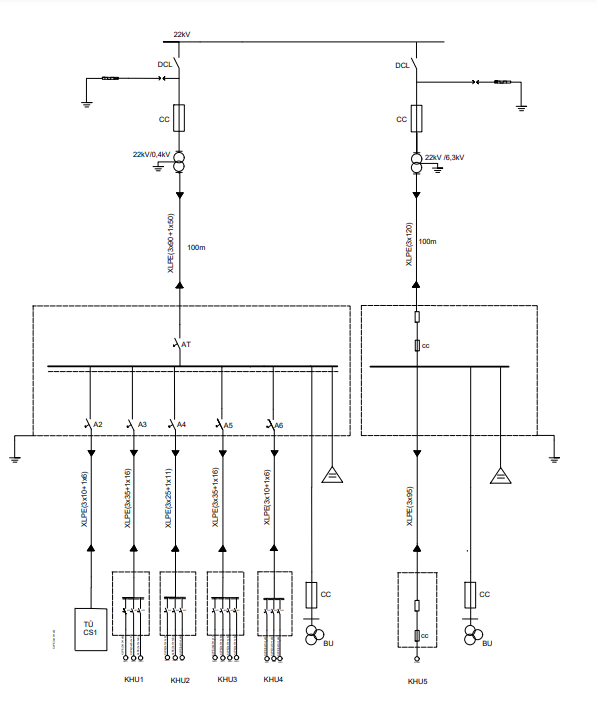 22kV
DCL
DCL
CC
CC
22kV/0,4kV
22kV /6,3kV
XLPE(3x90+1x50)
100m
XLPE(3x120)
100m
AT
cc
A2
A3
A4
A5
A6
XLPE(3x10+1x6)
XLPE(3x35+1x16)
XLPE(3x25+1x11)
XLPE(3x35+1x16)
XLPE(3x10+1x6)
XLPE(3x95)
CC
CC
TỦ
CS1
cc
BU
BU
KHU1
KHU2
KHU3
KHU4
KHU5